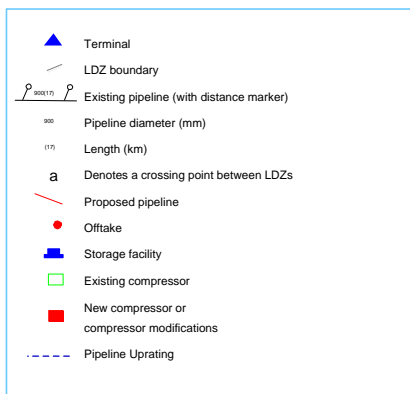 Terminal
LDZ boundary
900(17) Existing pipeline (with distance marker)
900 Pipeline diameter (mm)
(17) Length (km)
a Denotes a crossing point between LDZs
Proposed pipeline
Offtake
Storage facility
Existing compressor
New compressor or
compressor modifications
Pipeline Uprating